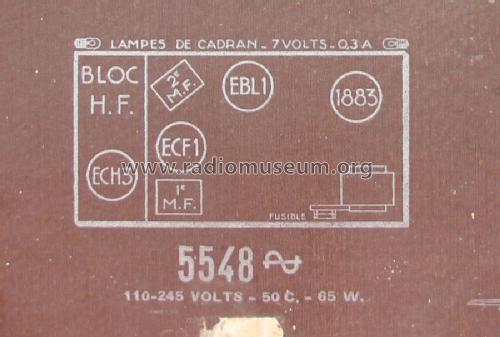 LAMPES DE CADRAN - 7 VOLTS - 0,3 A
BLOC
H.F.
2e
M.F.
EBL1
1883
ECF1
ECH3
1e
M.F.
FUSIBLE
www.radiomuseum.org
5548
110-245 VOLTS - 50 C. - 65 W.